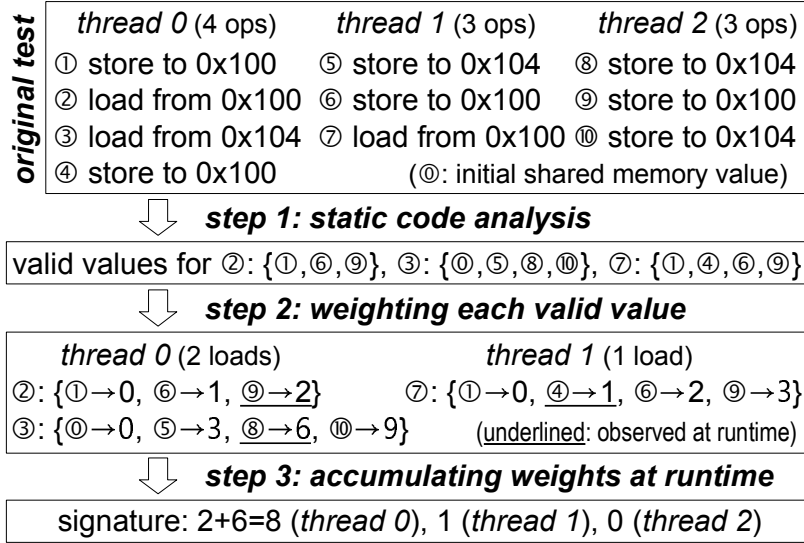 original test
thread 0 (4 ops) thread 1 (3 ops) thread 2 (3 ops)
① store to 0x100 ⑤ store to 0x104 ⑧ store to 0x104
② load from 0x100 ⑥ store to 0x100 ⑨ store to 0x100
③ load from 0x104 ⑦ load from 0x100 ⑩ store to 0x104
④ store to 0x100 (⓪: initial shared memory value)
step 1: static code analysis
valid values for ②: {①,⑥,⑨}, ③: {⓪,⑤,⑧,⑩}, ⑦: {①,④,⑥,⑨}
step 2: weighting each valid value
thread 0 (2 loads) thread 1 (1 load)
②: {①→0, ⑥→1, ⑨→2} ⑦: {①→0, ④→1, ⑥→2, ⑨→3}
③: {⓪→0, ⑤→3, ⑧→6, ⑩→9} (underlined: observed at runtime)
step 3: accumulating weights at runtime
signature: 2+6=8 (thread 0), 1 (thread 1), 0 (thread 2)